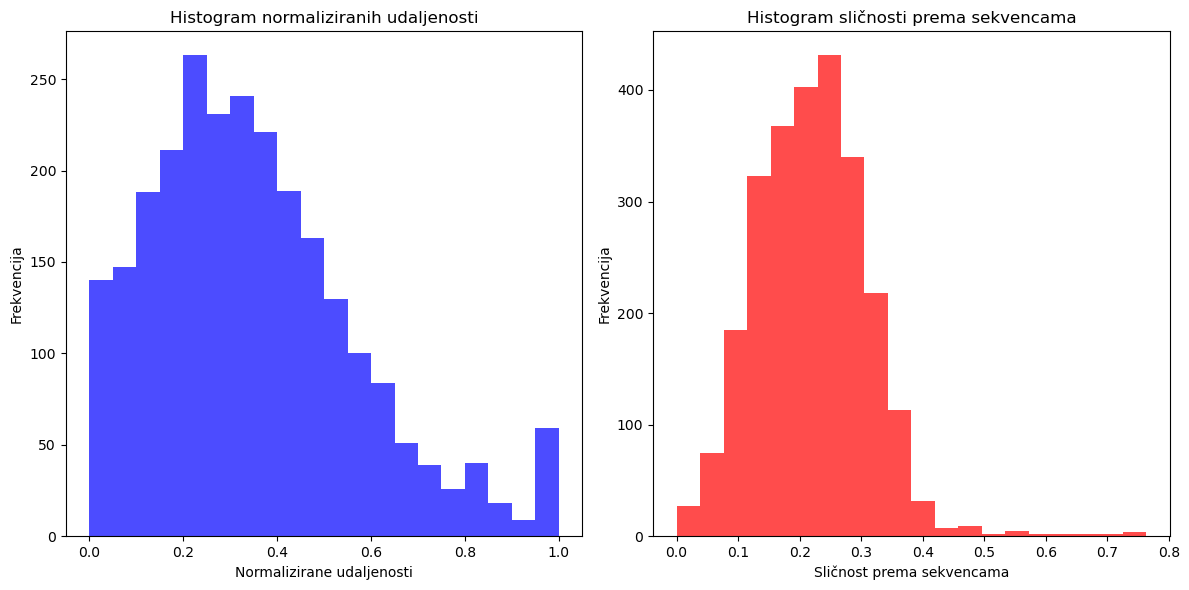 Histogram normaliziranih udaljenosti
Frekvencija
250
200
150
100
50
0
0.0 0.2 0.4 0.6 0.8 1.0
Normalizirane udaljenosti
Histogram sličnosti prema sekvencama
Frekvencija
400
300
200
100
0
0.0 0.1 0.2 0.3 0.4 0.5 0.6 0.7 0.8
Sličnost prema sekvencama